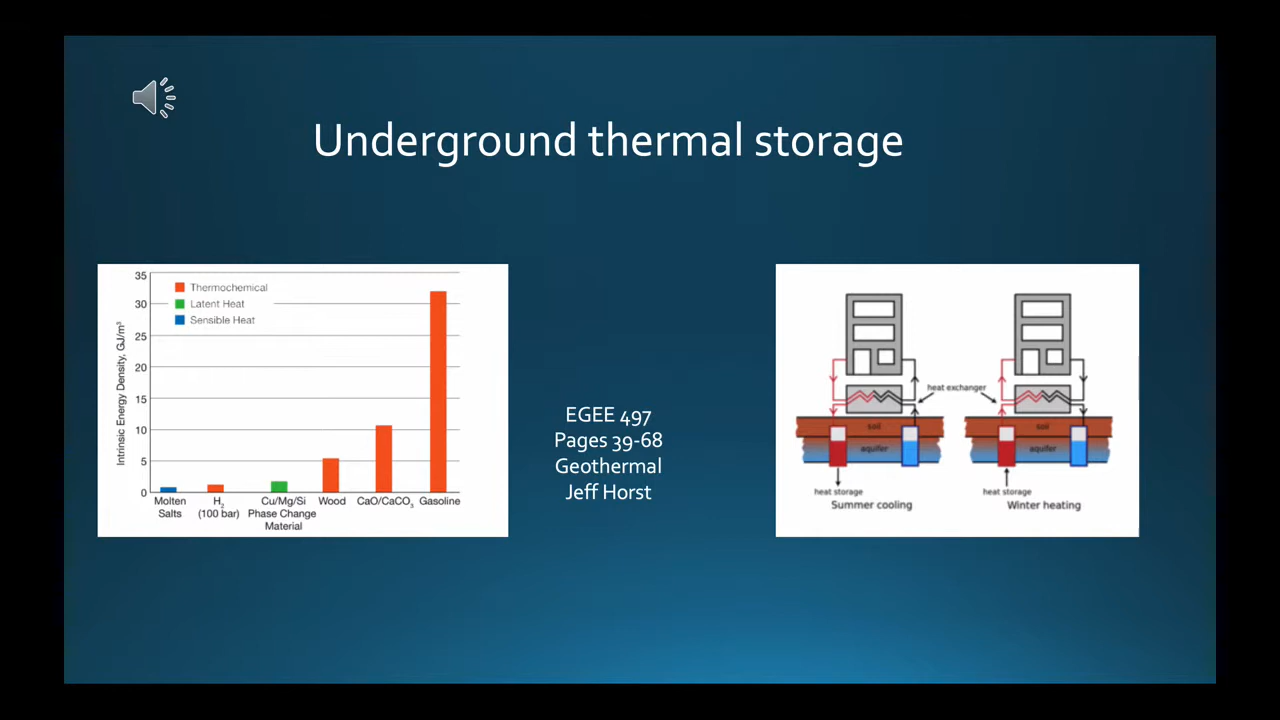 Underground thermal storage
35
30
25
20
15
10
5
0
Intrinsic Energy Density, GJ/m³
Thermochemical
Latent Heat
Sensible Heat
Molten
Salts
H₂
(100 bar)
Cu/Mg/Si
Phase Change
Material
Wood
CaO/CaCO₃
Gasoline
EGEE 497
Pages 39-68
Geothermal
Jeff Horst
heat exchanger
soil
aquifer
soil
aquifer
heat storage
Summer cooling
heat storage
Winter heating